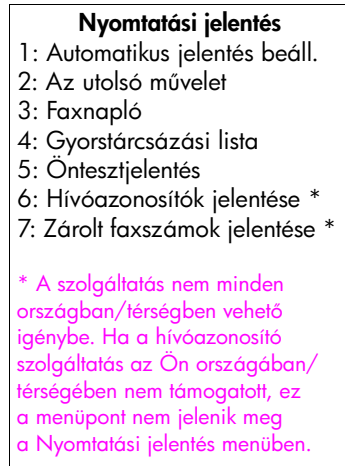 Nyomtatási jelentés
1: Automatikus jelentés beáll.
2: Az utolsó művelet
3: Faxnapló
4: Gyorstárcsázási lista
5: Öntesztjelentés
6: Hívóazonosítók jelentése *
7: Zárolt faxszámok jelentése *
* A szolgáltatás nem minden
országban/térségben vehető
igénybe. Ha a hívóazonosító
szolgáltatás az Ön országában/
térségében nem támogatott, ez
a menüpont nem jelenik meg
a Nyomtatási jelentés menüben.